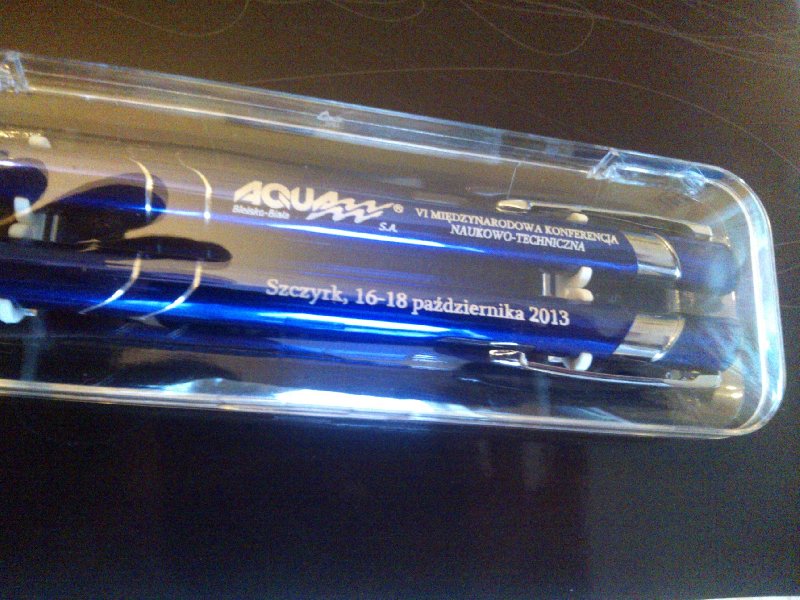 AQUA®
Bielsko-Biała
S.A.
VI MIĘDZYNARODOWA KONFERENCJA
NAUKOWO-TECHNICZNA
Szczyrk, 16-18 października 2013